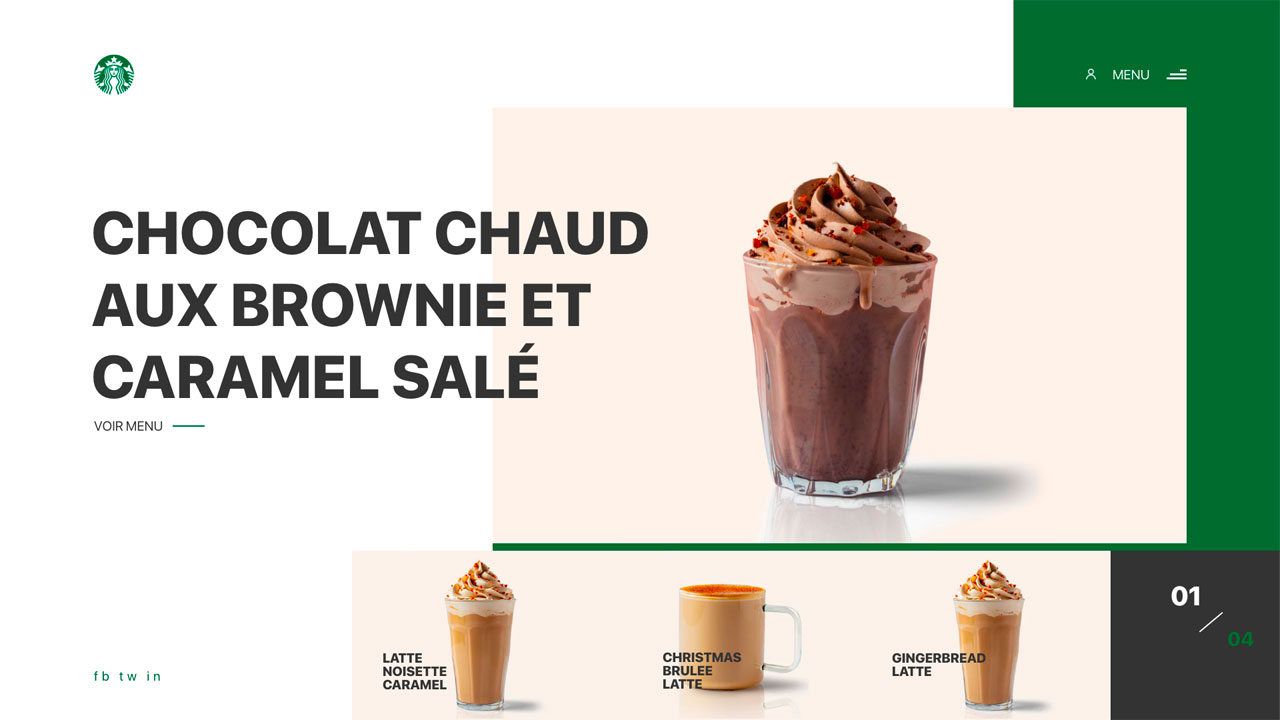 MENU
CHOCOLAT CHAUD
AUX BROWNIE ET
CARAMEL SALÉ
VOIR MENU
LATTE
NOISETTE
CARAMEL
CHRISTMAS
BRULEE
LATTE
GINGERBREAD
LATTE
01
04
fb tw in